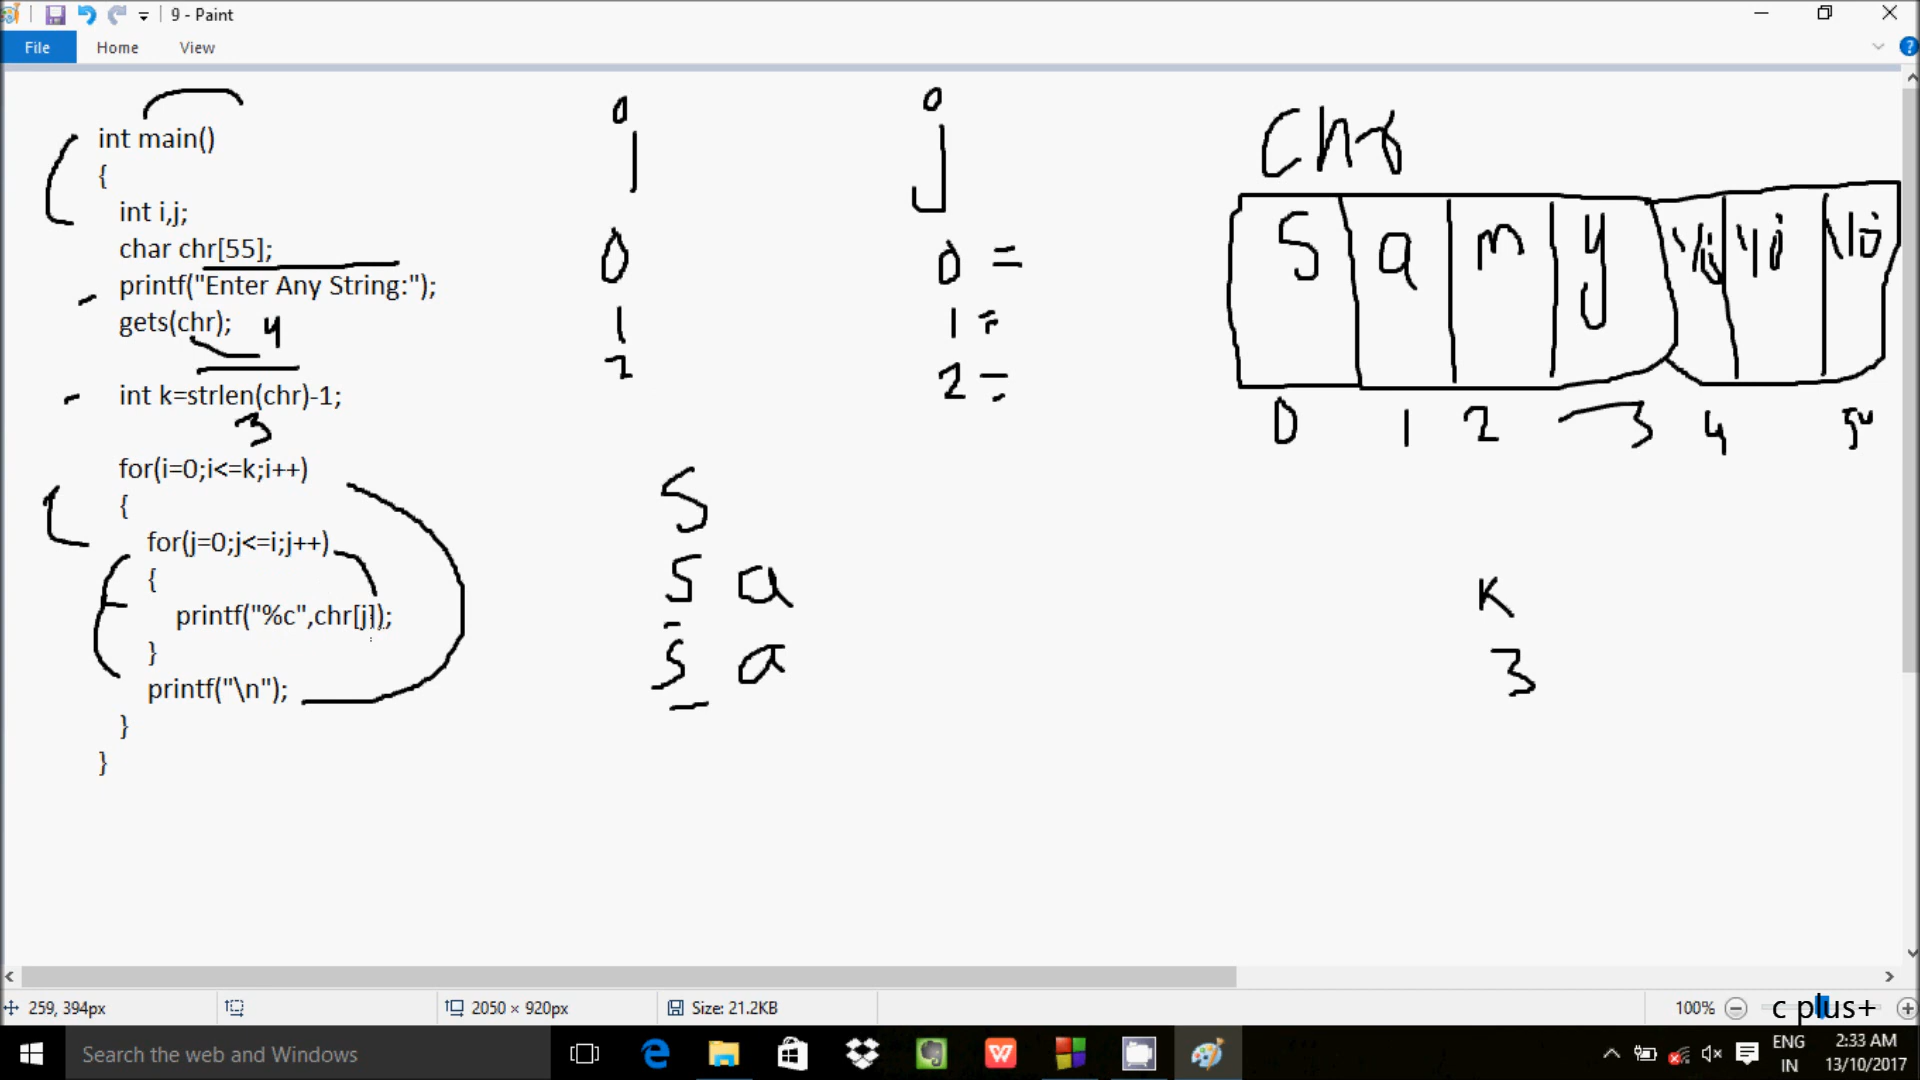 9 - Paint
File Home View
int main()
{
int i,j;
char chr[55];
printf("Enter Any String:");
gets(chr);
4
int k=strlen(chr)-1;
3
for(i=0;i<=k;i++)
{
for(j=0;j<=i;j++)
{
printf("%c",chr[j]);
}
printf("\n");
}
}
i j
0 0 =
1 1 =
2 2 =
S
S a
S a
Chr
S a m y \0 \0 \0
0 1 2 3 4 54
K
3
259, 394px 2050 × 920px Size: 21.2KB 100%
c plus+
Search the web and Windows
ENG
IN
2:33 AM
13/10/2017